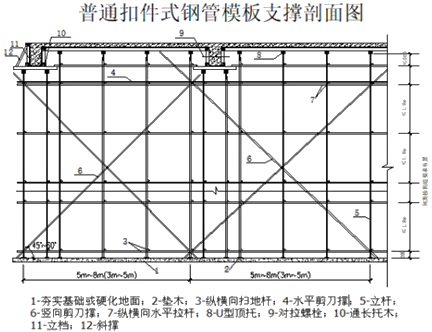 普通扣件式钢管模板支撑剖面图
11
10
9
12
8
4
7
6
6
5
45°~60°
3
1
2
5m~8m(3m~5m)
5m~8m(3m~5m)
1-夯实基础或硬化地面；2-垫木；3-纵横向扫地杆；4-水平剪刀撑；5-立杆；
6-竖向剪刀撑；7-纵横向水平拉杆；8-U型顶托；9-对拉螺栓；10-通长托木；
11-立档；12-斜撑